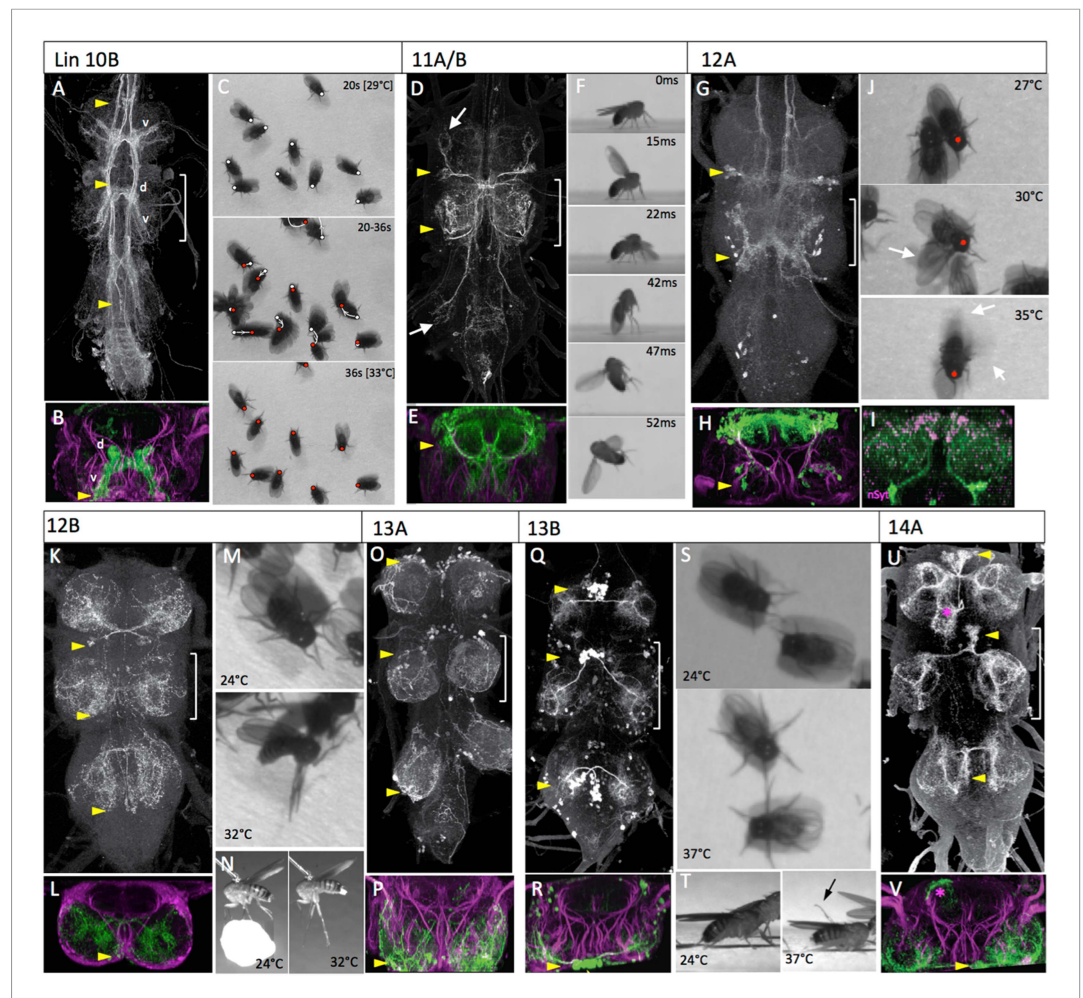 Lin 10B 11A/B 12A
A C 20s [29°C] D F 0ms G J 27°C
v
15ms
d
v
22ms 30°C
20-36s
42ms
35°C
36s [33°C] 47ms
B E H I
d 52ms
v
nSyt
12B 13A 13B 14A
K M O Q S U
*
24°C 24°C
32°C 37°C
L N P R T V
*
24°C 32°C 24°C 37°C